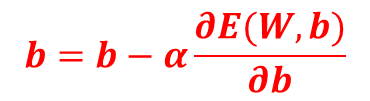 b = b − α ∂E(W, b) / ∂b